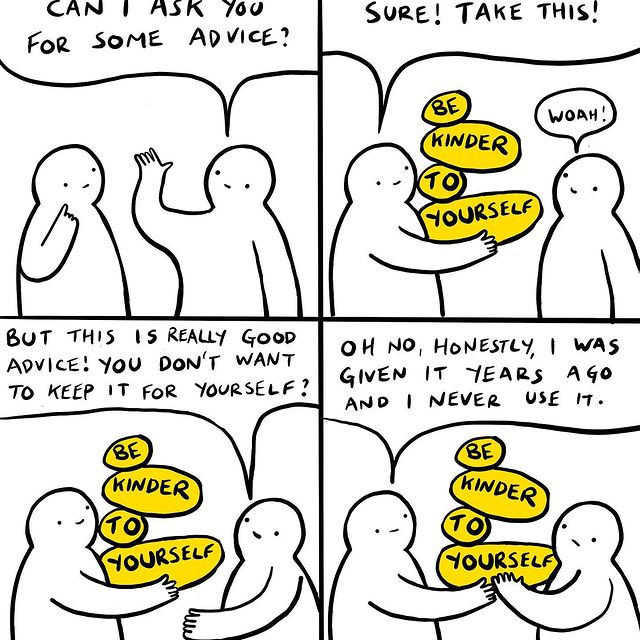 CAN I ASK YOU
FOR SOME ADVICE?
SURE! TAKE THIS!
BE
KINDER
TO
YOURSELF
WOAH!
BUT THIS IS REALLY GOOD
ADVICE! YOU DON'T WANT
TO KEEP IT FOR YOURSELF?
BE
KINDER
TO
YOURSELF
OH NO, HONESTLY, I WAS
GIVEN IT YEARS AGO
AND I NEVER USE IT.
BE
KINDER
TO
YOURSELF